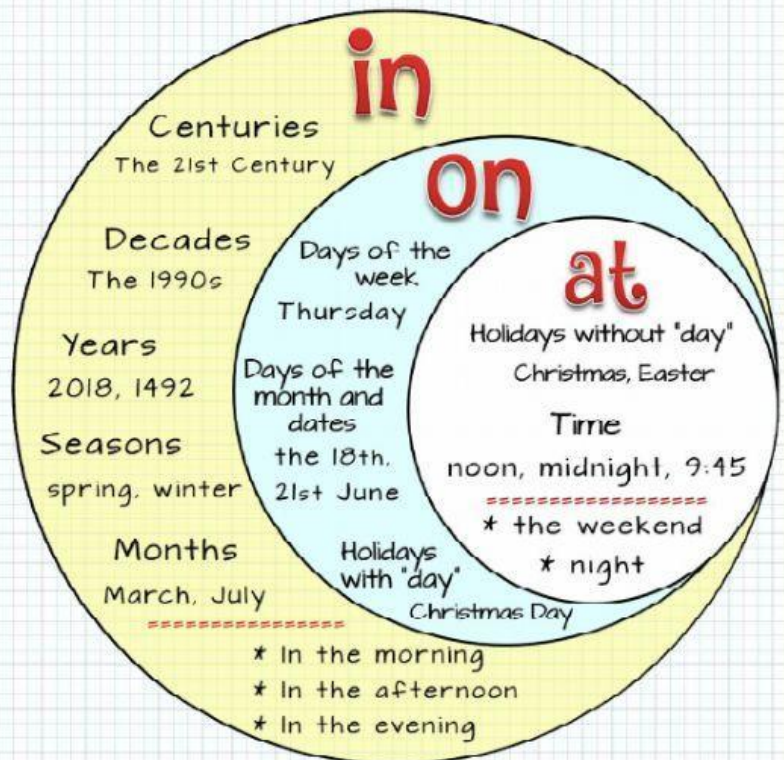 in
Centuries
The 21st Century
Decades
The 1990s
Years
2018, 1492
Seasons
spring, winter
Months
March, July
* In the morning
* In the afternoon
* In the evening
on
Days of the
week
Thursday
Days of the
month and
dates
the 18th,
21st June
Holidays
with "day"
Christmas Day
at
Holidays without "day"
Christmas, Easter
Time
noon, midnight, 9:45
* the weekend
* night